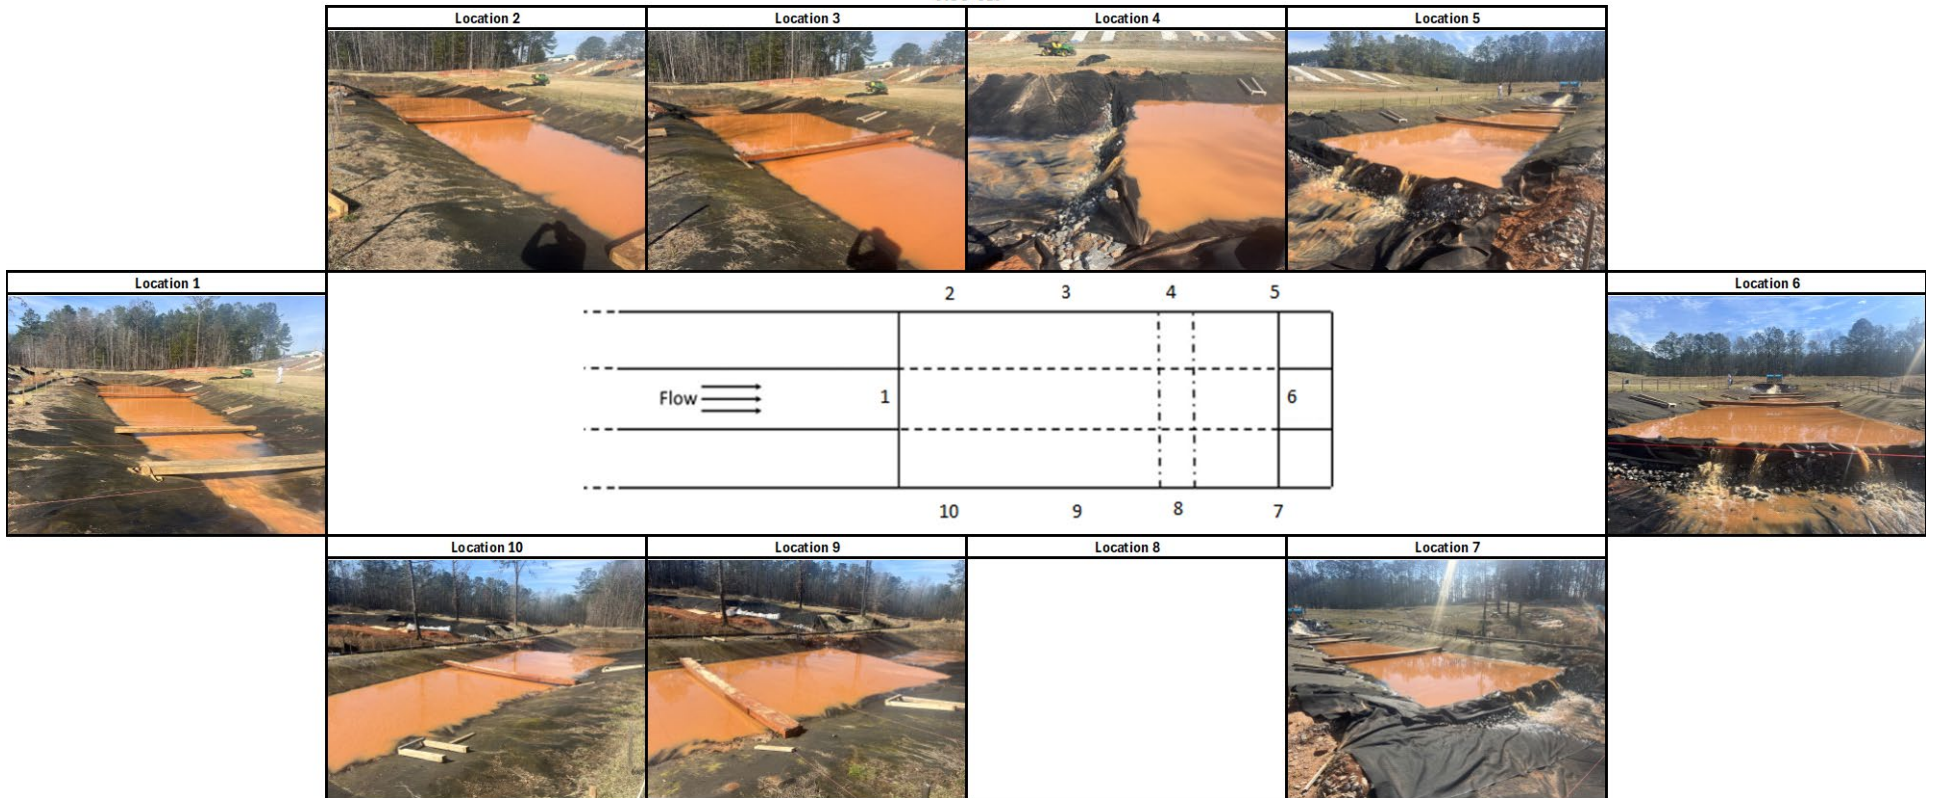 Location 2
Location 3
Location 4
Location 5
Location 1
Location 6
2
3
4
5
Flow
1
6
10
9
8
7
Location 10
Location 9
Location 8
Location 7